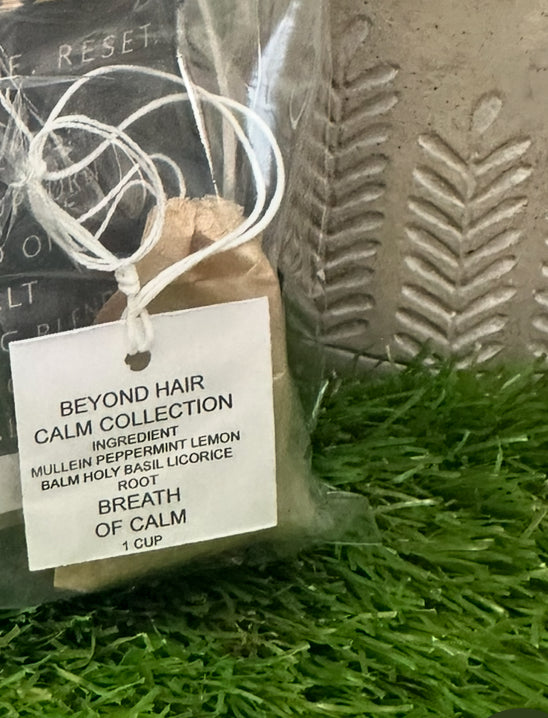 RESET
BEYOND HAIR
CALM COLLECTION
INGREDIENT
MULLEIN PEPPERMINT LEMON
BALM HOLY BASIL LICORICE
ROOT
BREATH
OF CALM
1 CUP